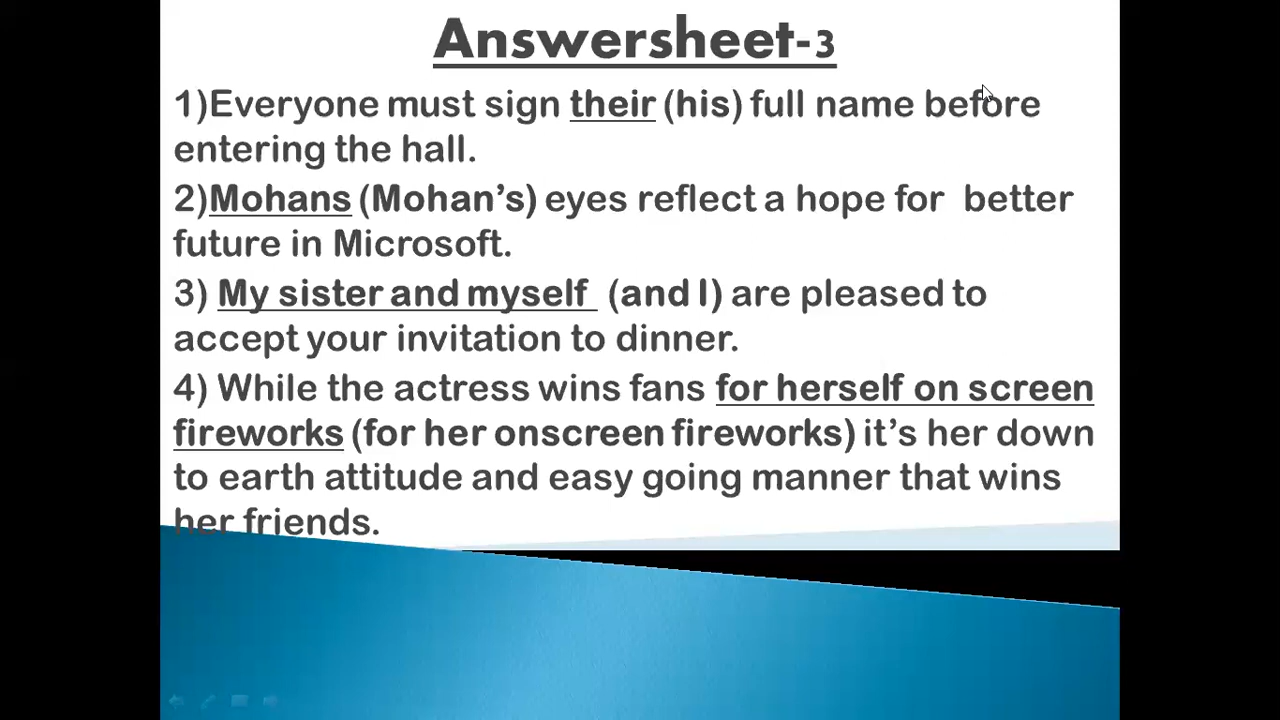 Answersheet-3
1)Everyone must sign their (his) full name before
entering the hall.
2)Mohans (Mohan’s) eyes reflect a hope for  better
future in Microsoft.
3) My sister and myself  (and I) are pleased to
accept your invitation to dinner.
4) While the actress wins fans for herself on screen
fireworks (for her onscreen fireworks) it’s her down
to earth attitude and easy going manner that wins
her friends.